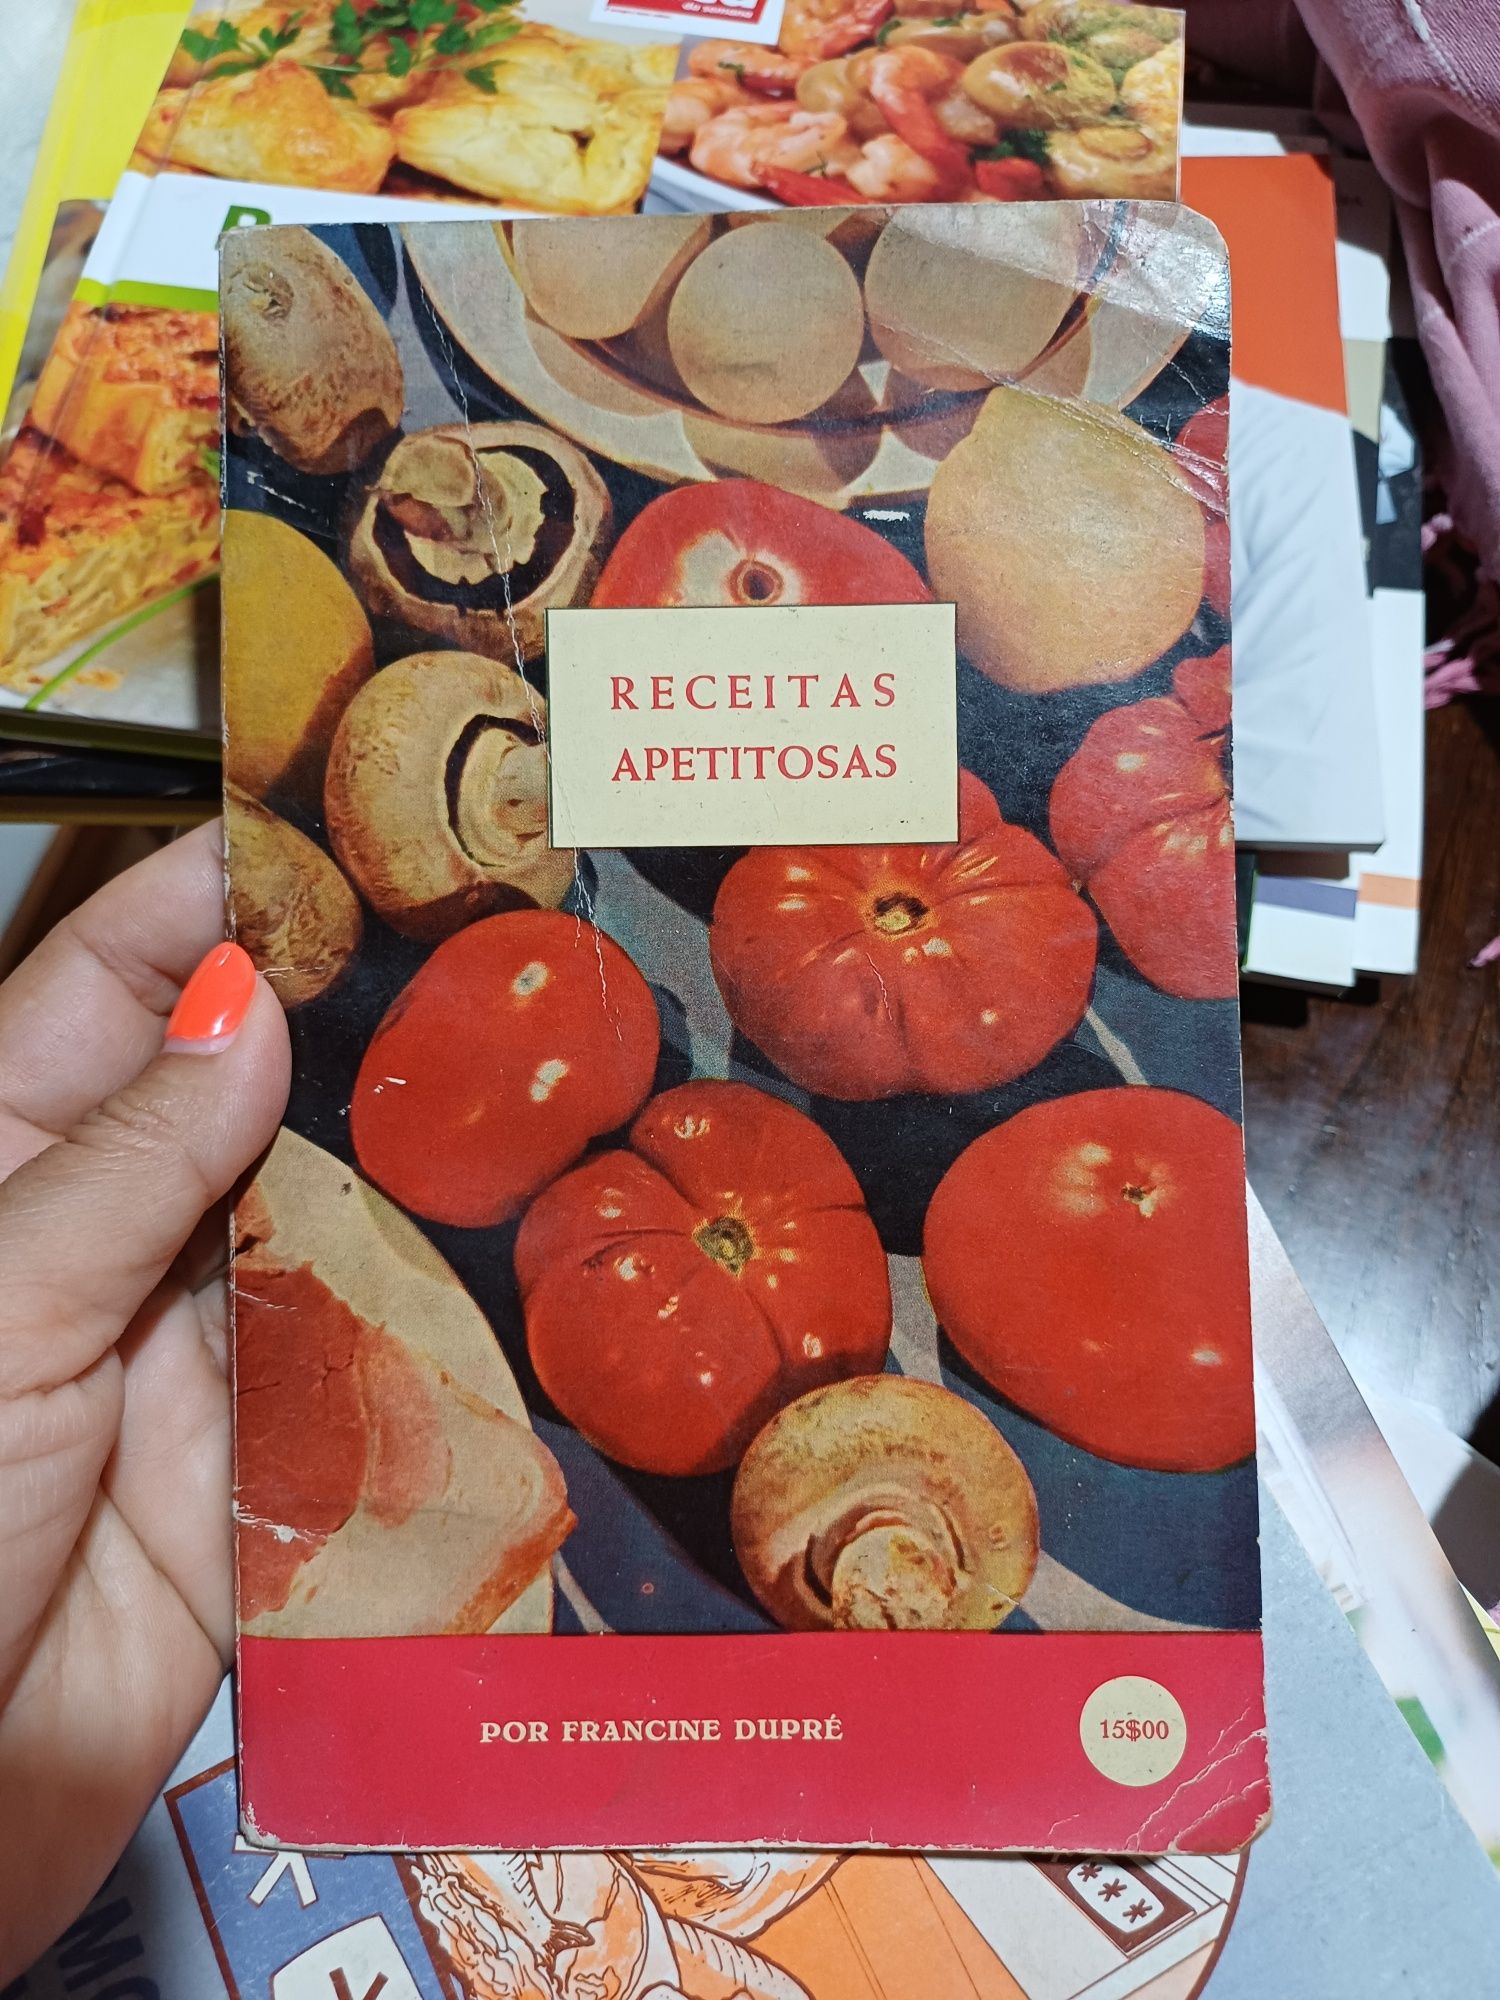 RECEITAS
APETITOSAS
POR FRANCINE DUPRÉ
15$00